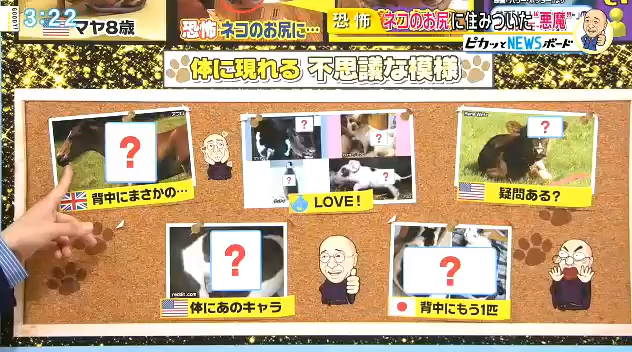 3:22
マヤ8歳
恐怖 ネコのお尻に…
恐怖
ネコのお尻に住みついた“悪魔”
ピカッとNEWSボード
体に現れる 不思議な模様
?
背中にまさかの…
?
?
?
?
LOVE!
?
疑問ある?
?
reddit.com
体にあのキャラ
?
背中にもう1匹